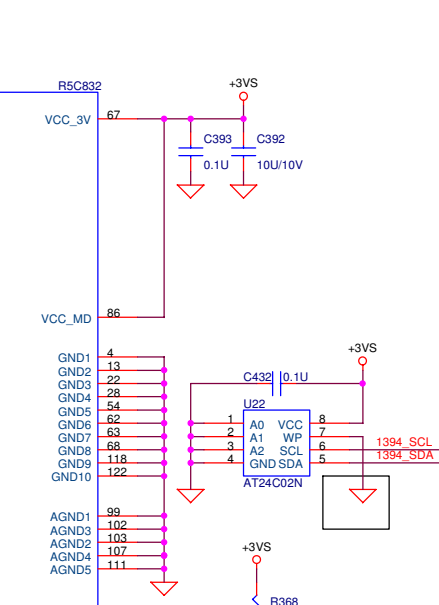 R5C832
+3VS
VCC_3V 67
C393 C392
0.1U 10U/10V
VCC_MD 86
GND1 4
GND2 13
GND3 22
GND4 28
GND5 54
GND6 62
GND7 63
GND8 68
GND9 118
GND10 122
AGND1 99
AGND3 102
AGND2 103
AGND4 107
AGND5 111
+3VS
C432 0.1U
U22
1 A0 VCC 8
2 A1 WP 7
3 A2 SCL 6 1394_SCL
4 GND SDA 5 1394_SDA
AT24C02N
+3VS
R368